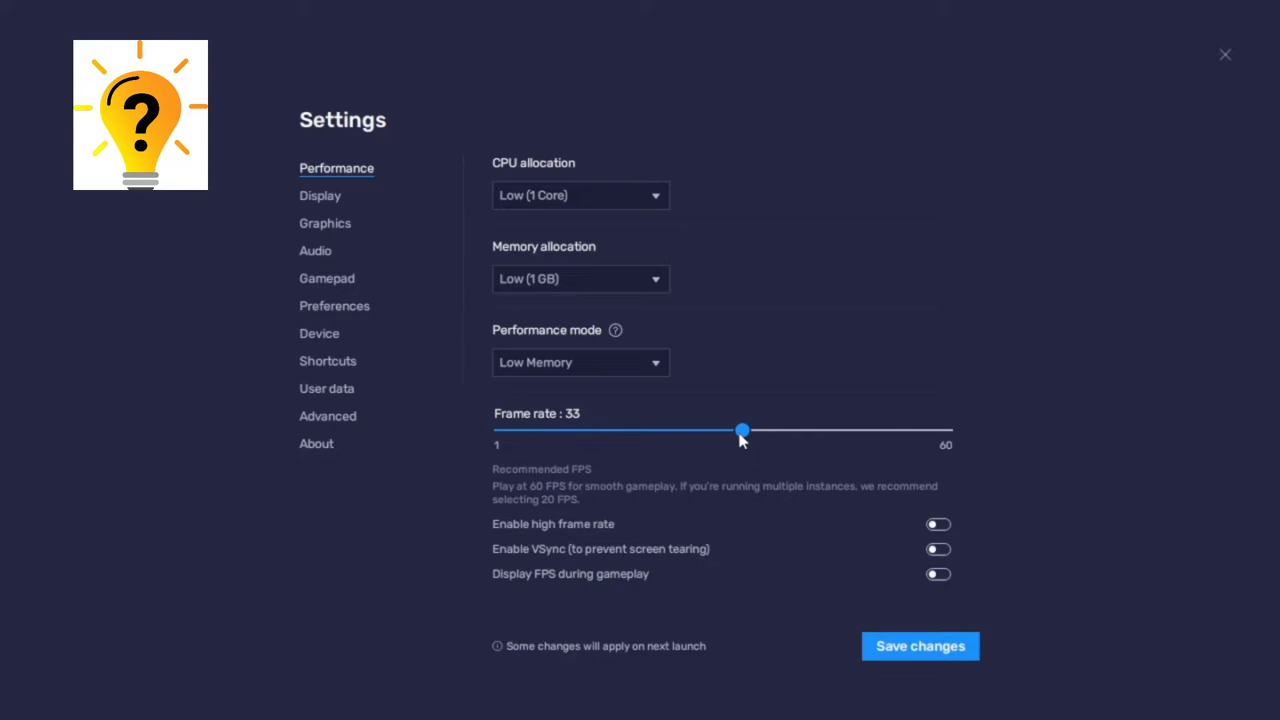 ?
Settings
Performance
Display
Graphics
Audio
Gamepad
Preferences
Device
Shortcuts
User data
Advanced
About
CPU allocation
Low (1 Core)
Memory allocation
Low (1 GB)
Performance mode ?
Low Memory
Frame rate : 33
1 60
Recommended FPS
Play at 60 FPS for smooth gameplay. If you're running multiple instances, we recommend
selecting 20 FPS.
Enable high frame rate
Enable VSync (to prevent screen tearing)
Display FPS during gameplay
Some changes will apply on next launch
Save changes